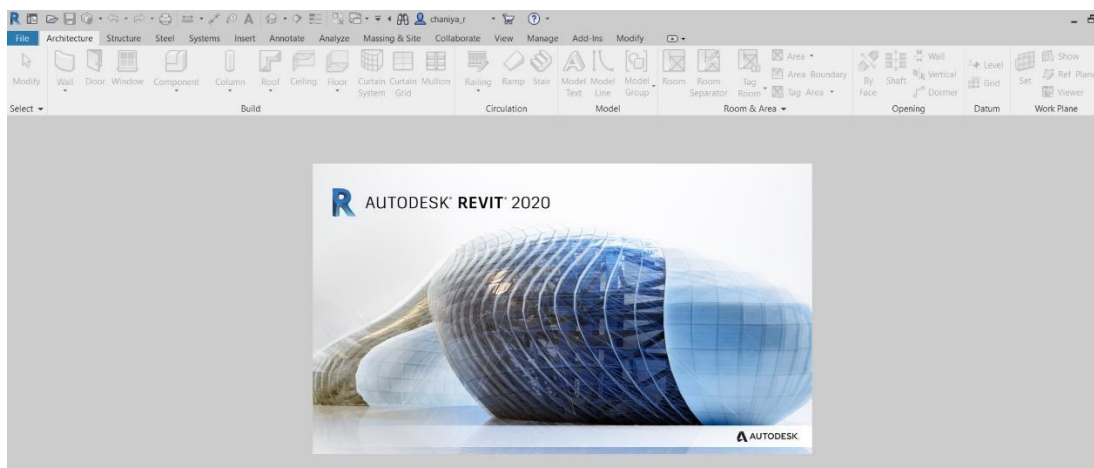 chaniya_r
File Architecture Structure Steel Systems Insert Annotate Analyze Massing & Site Collaborate View Manage Add-Ins Modify
Modify Wall Door Window Component Column Roof Ceiling Floor Curtain System Curtain Grid Mullion Railing Ramp Stair Model Text Model Line Model Group Room Room Separator Tag Room Area Area Boundary Tag Area By Face Shaft Wall Vertical Dormer Level Grid Set Show Ref Plane Viewer
Select Build Circulation Model Room & Area Opening Datum Work Plane
AUTODESK® REVIT® 2020
AUTODESK